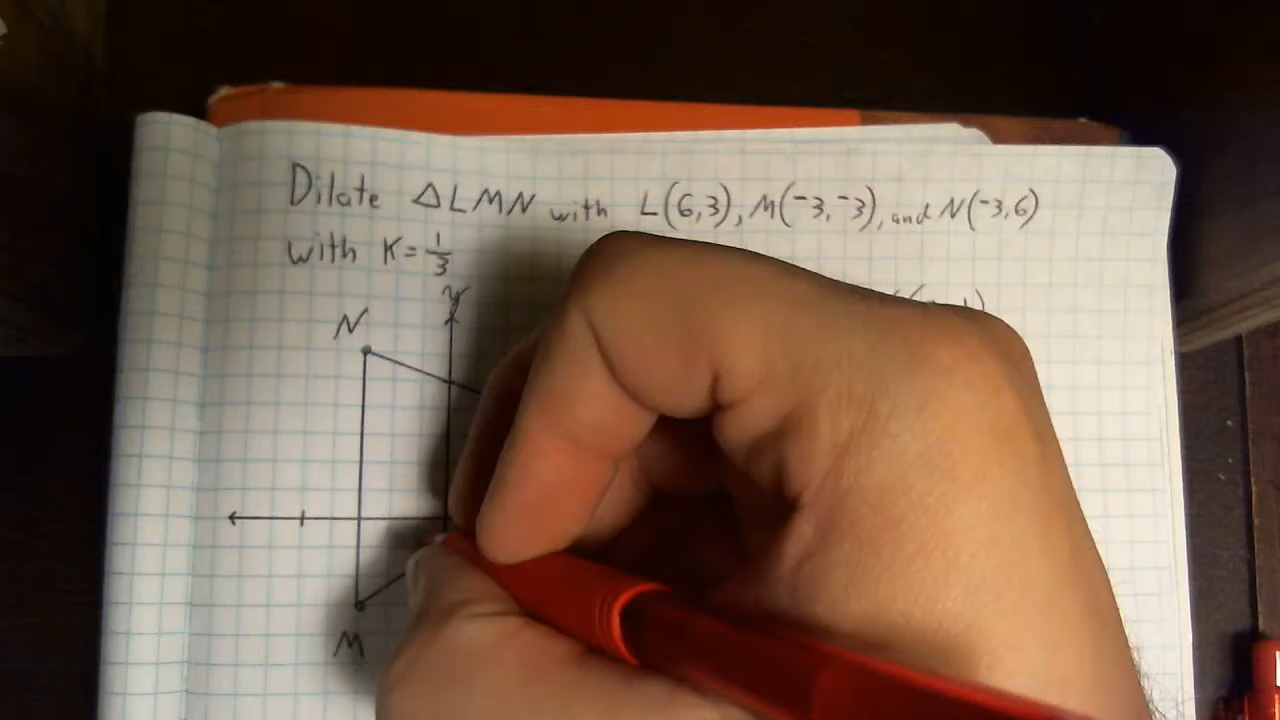 Dilate △LMN with L(6,3), M(⁻3,⁻3), and N(⁻3,6)
with K=1/3
y
N
M